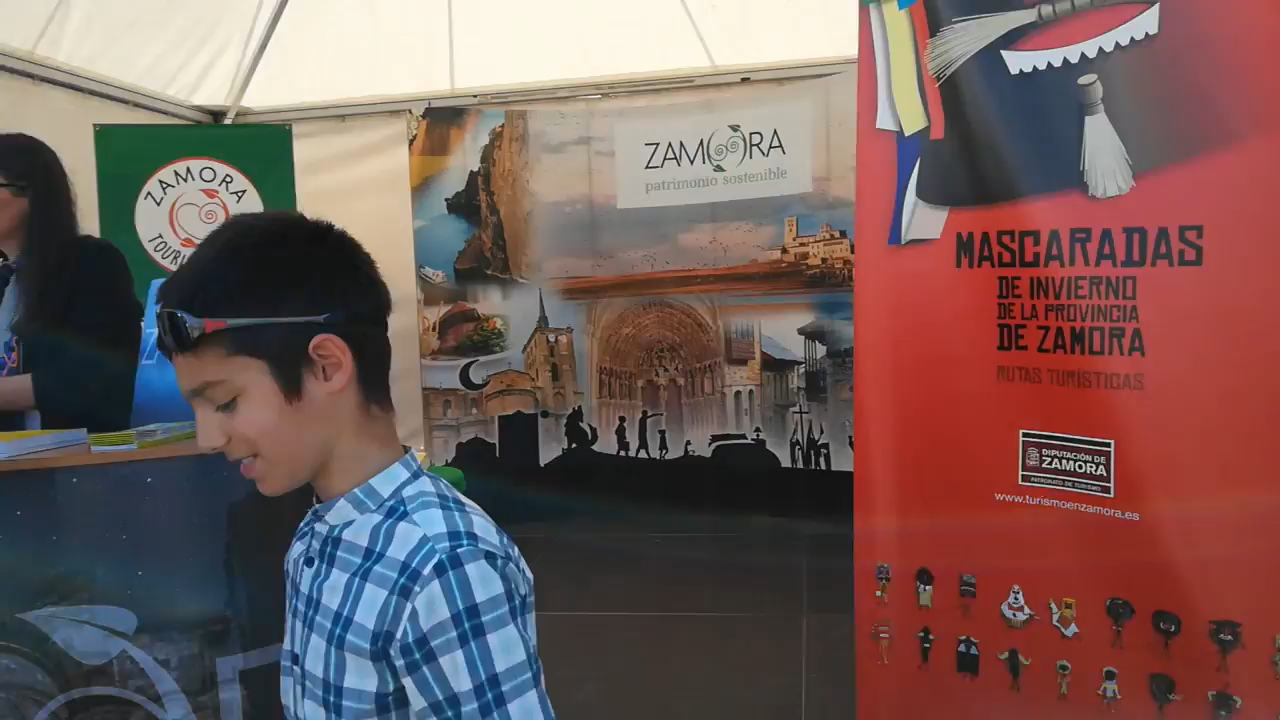 ZAMORA
TOURI
ZAMORA
patrimonio sostenible
MASCARADAS
DE INVIERNO
DE LA PROVINCIA
DE ZAMORA
RUTAS TURÍSTICAS
DIPUTACIÓN DE
ZAMORA
PATRONATO DE TURISMO
www.turismoenzamora.es